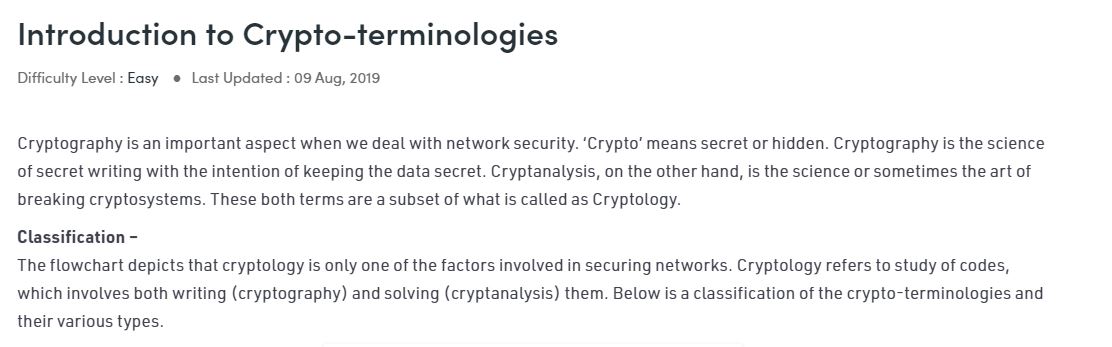 Introduction to Crypto-terminologies
Difficulty Level : Easy ● Last Updated : 09 Aug, 2019
Cryptography is an important aspect when we deal with network security. ‘Crypto’ means secret or hidden. Cryptography is the science
of secret writing with the intention of keeping the data secret. Cryptanalysis, on the other hand, is the science or sometimes the art of
breaking cryptosystems. These both terms are a subset of what is called as Cryptology.
Classification –
The flowchart depicts that cryptology is only one of the factors involved in securing networks. Cryptology refers to study of codes,
which involves both writing (cryptography) and solving (cryptanalysis) them. Below is a classification of the crypto-terminologies and
their various types.